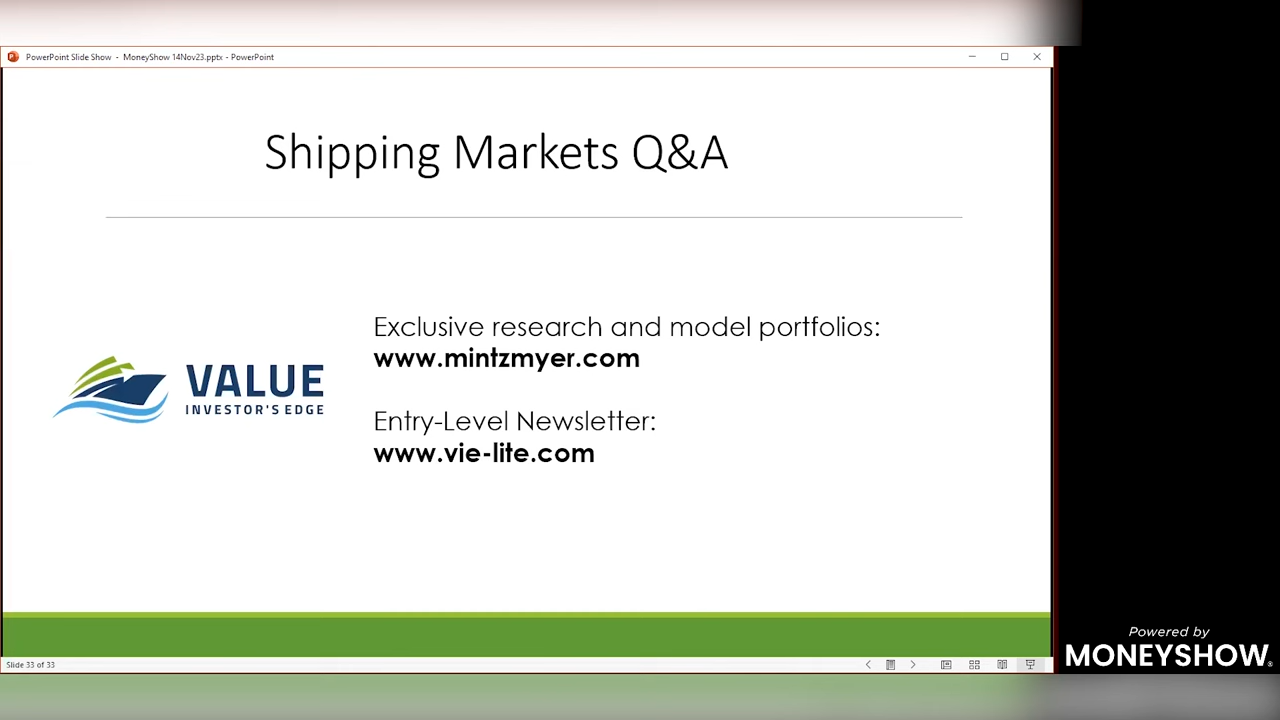 PowerPoint Slide Show - MoneyShow 14Nov23.pptx - PowerPoint
Shipping Markets Q&A
Exclusive research and model portfolios:
www.mintzmyer.com
VALUE
INVESTOR'S EDGE
Entry-Level Newsletter:
www.vie-lite.com
Powered by
MONEYSHOW®
Slide 33 of 33